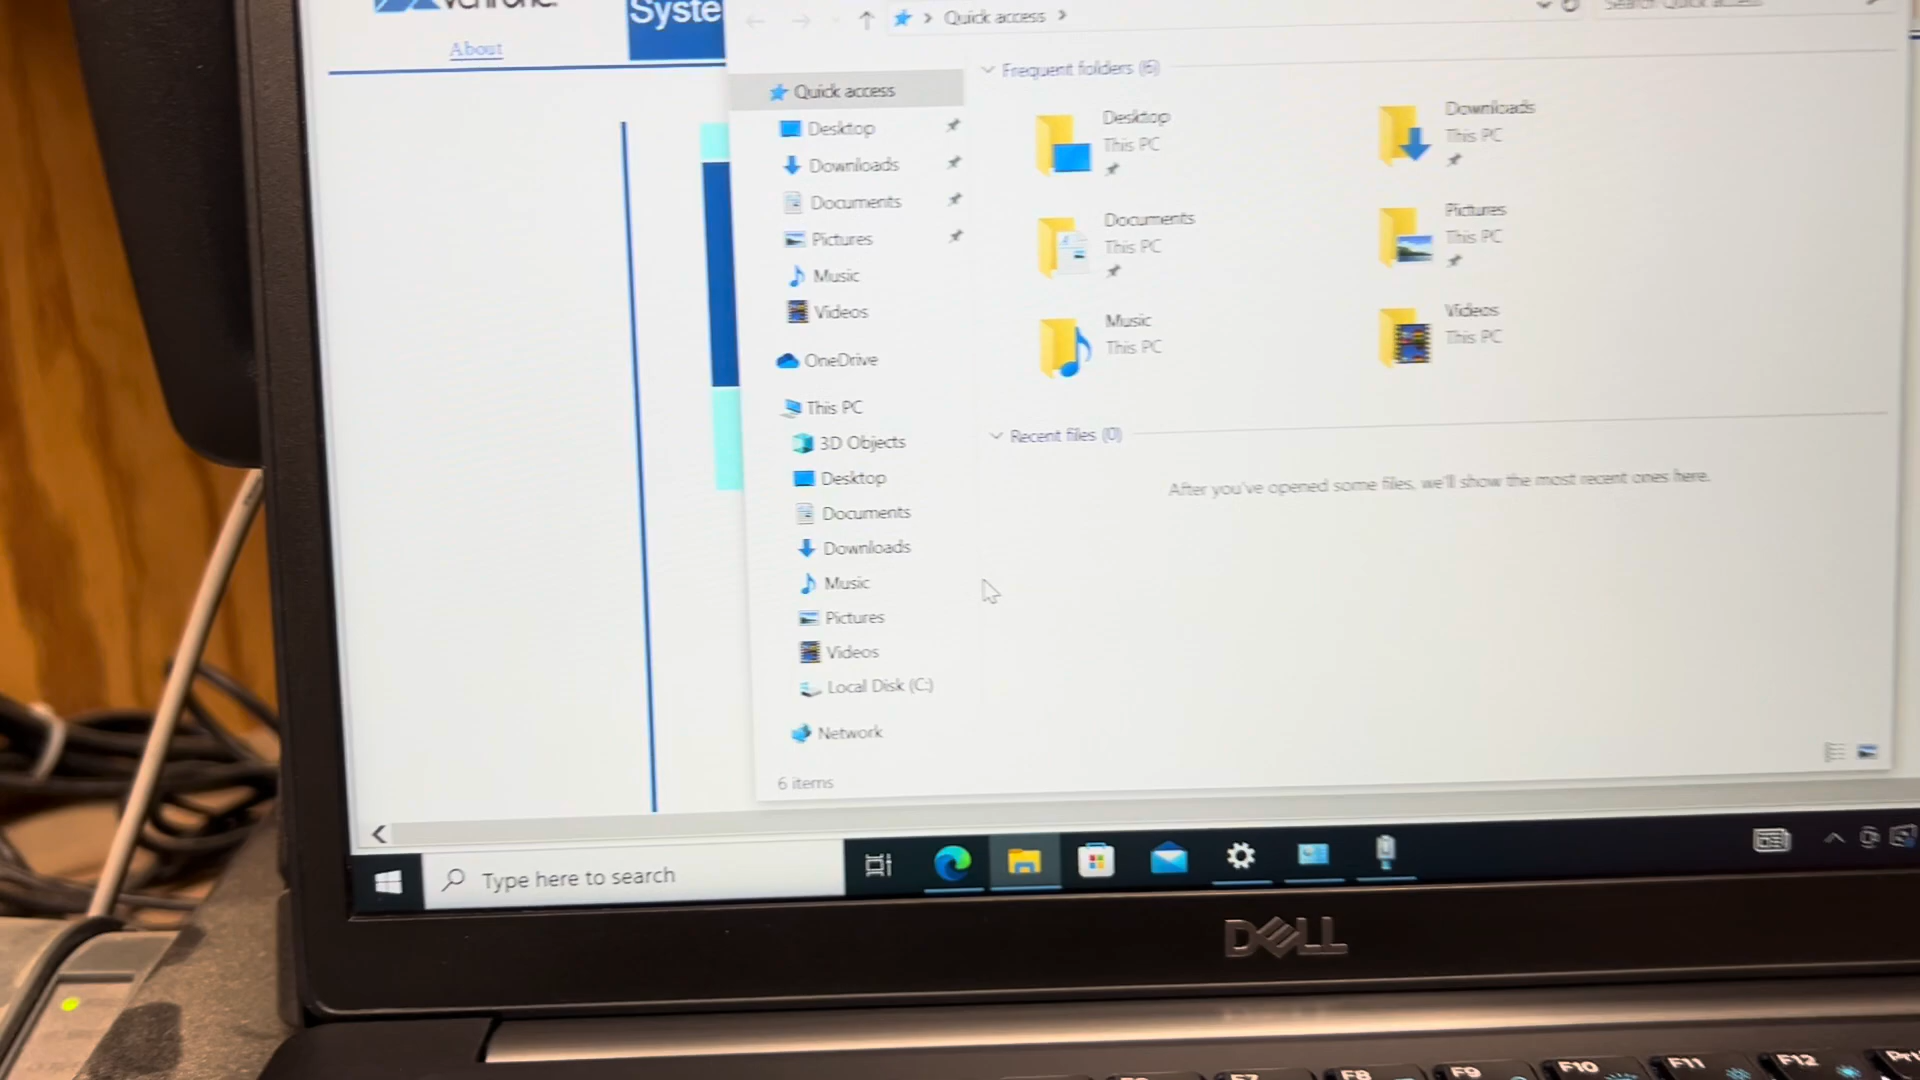 About
Syste
Quick access
Quick access
Desktop
Downloads
Documents
Pictures
Music
Videos
OneDrive
This PC
3D Objects
Desktop
Documents
Downloads
Music
Pictures
Videos
Local Disk (C:)
Network
6 items
Frequent folders (6)
Desktop
This PC
Downloads
This PC
Documents
This PC
Pictures
This PC
Music
This PC
Videos
This PC
Recent files (0)
After you've opened some files, we'll show the most recent ones here.
Type here to search
DELL
F7
F8
F9
F10
F11
F12